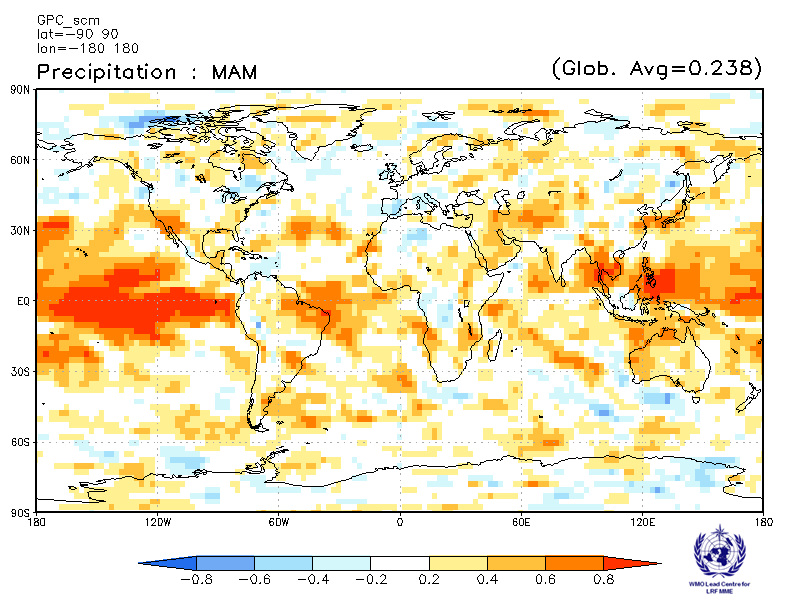 GPC_scm
lat=-90 90
lon=-180 180
Precipitation : MAM (Glob. Avg=0.238)
90N
60N
30N
EQ
30S
60S
90S
180 120W 60W 0 60E 120E 180
-0.8 -0.6 -0.4 -0.2 0.2 0.4 0.6 0.8
WMO Lead Centre for
LRF MME